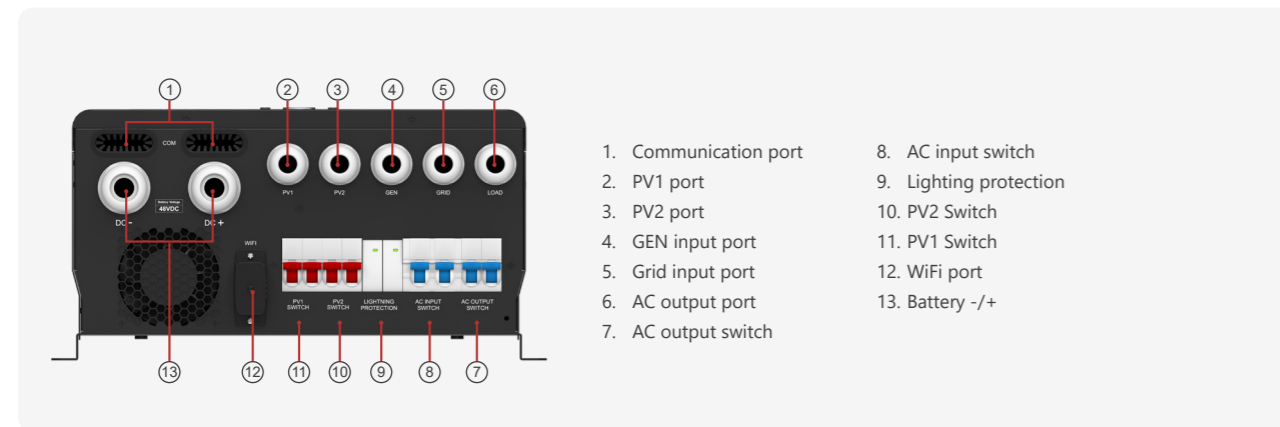 1 2 3 4 5 6
COM
PV1 PV2 GEN GRID LOAD
Battery Voltage
48VDC
DC- DC+
WIFI
PV1
SWITCH
PV2
SWITCH
LIGHTNING
PROTECTION
AC INPUT
SWITCH
AC OUTPUT
SWITCH
13 12 11 10 9 8 7
1. Communication port
2. PV1 port
3. PV2 port
4. GEN input port
5. Grid input port
6. AC output port
7. AC output switch
8. AC input switch
9. Lighting protection
10. PV2 Switch
11. PV1 Switch
12. WiFi port
13. Battery -/+